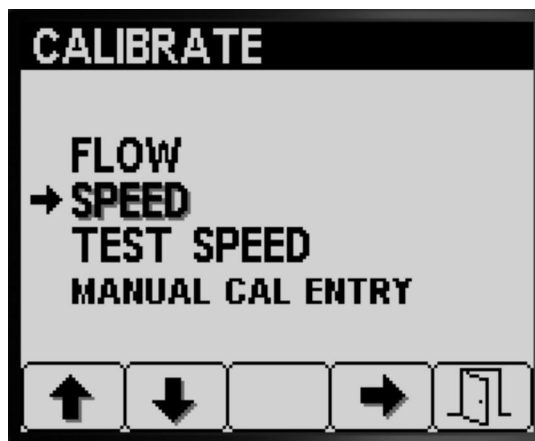 CALIBRATE
FLOW
SPEED
TEST SPEED
MANUAL CAL ENTRY